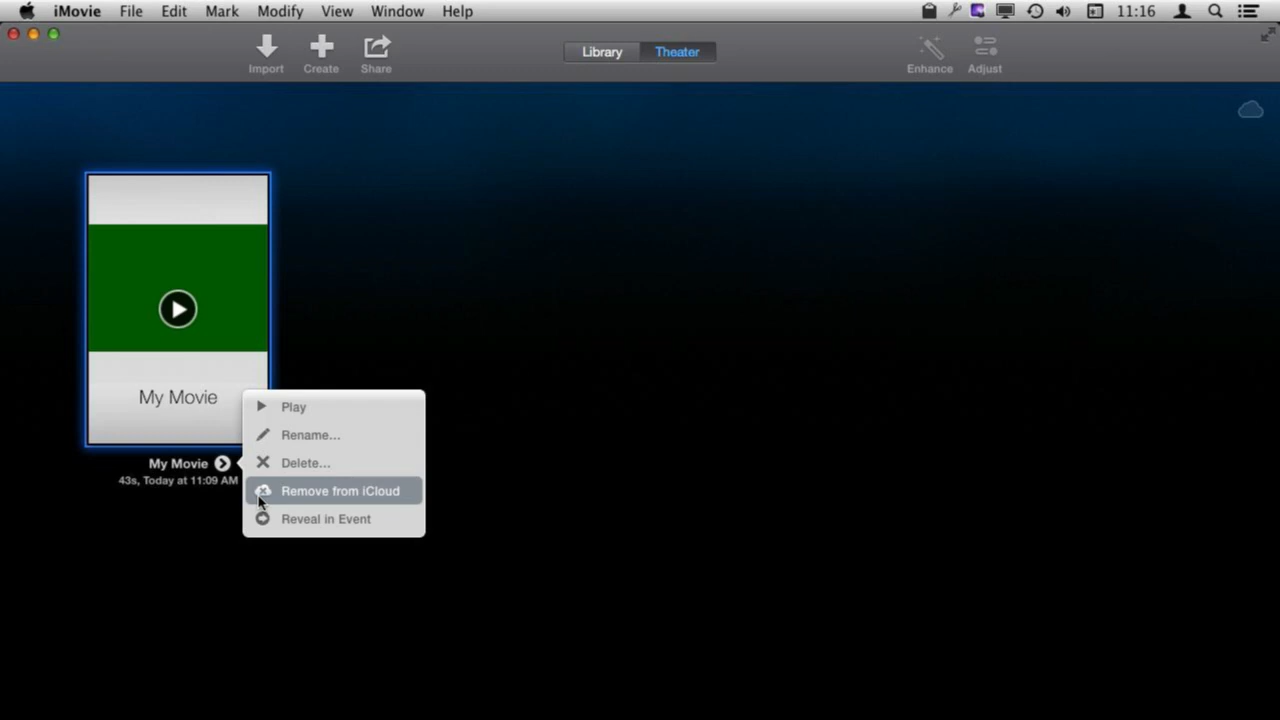 iMovie File Edit Mark Modify View Window Help 11:16
Import Create Share Library Theater Enhance Adjust
My Movie
My Movie
43s, Today at 11:09 AM
Play
Rename...
Delete...
Remove from iCloud
Reveal in Event